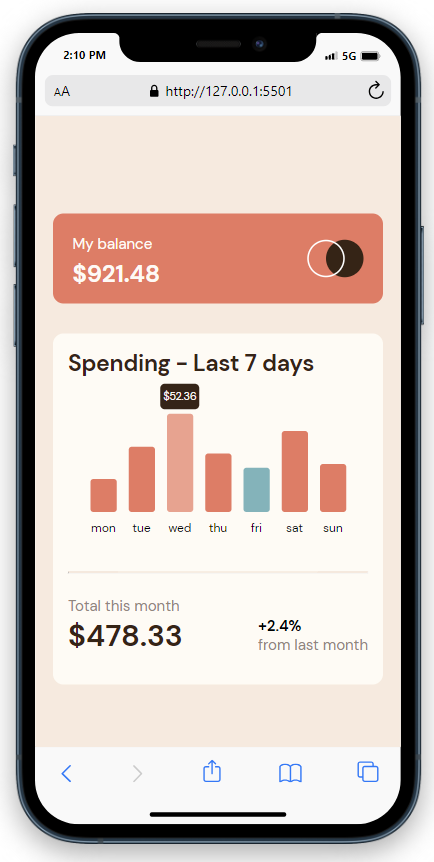 2:10 PM 5G
AA http://127.0.0.1:5501
My balance
$921.48
Spending - Last 7 days
$52.36
mon tue wed thu fri sat sun
Total this month
$478.33
+2.4%
from last month